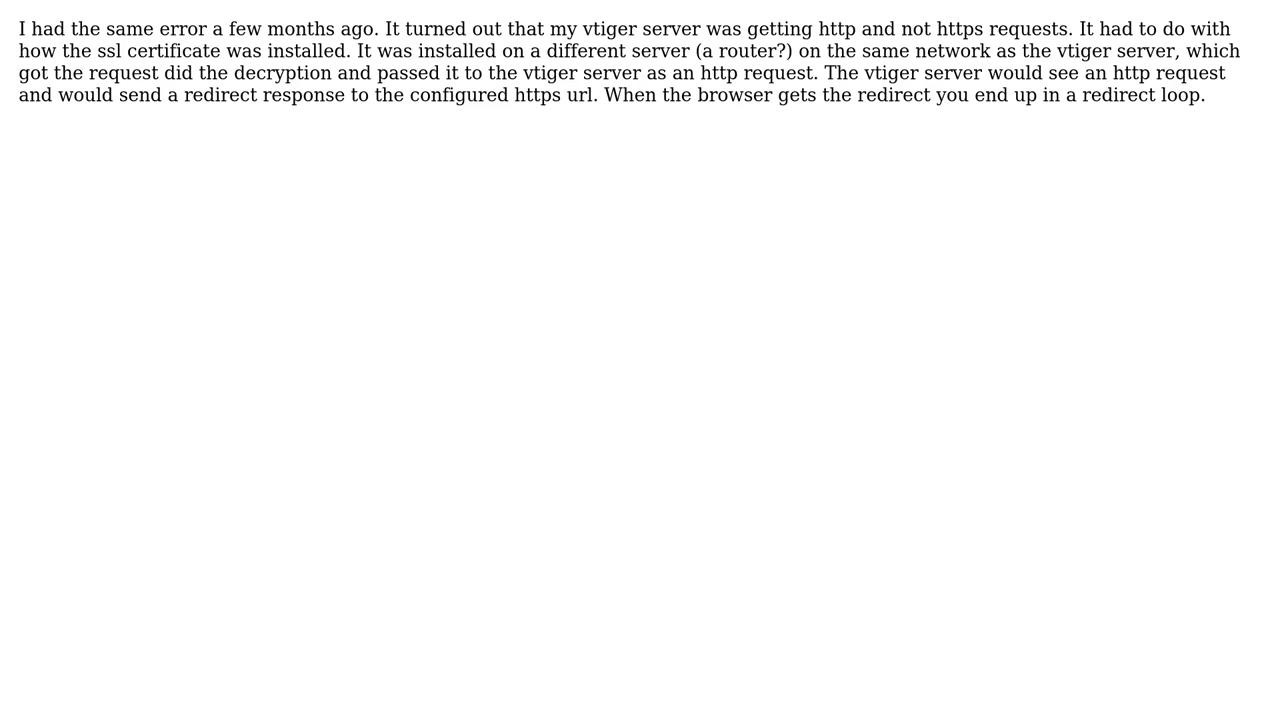 I had the same error a few months ago. It turned out that my vtiger server was getting http and not https requests. It had to do with
how the ssl certificate was installed. It was installed on a different server (a router?) on the same network as the vtiger server, which
got the request did the decryption and passed it to the vtiger server as an http request. The vtiger server would see an http request
and would send a redirect response to the configured https url. When the browser gets the redirect you end up in a redirect loop.